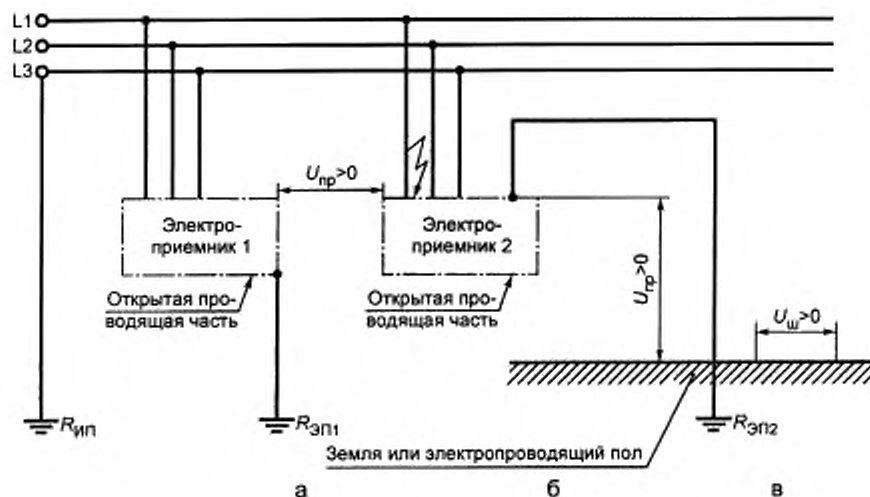 L1
L2
L3
Uпр>0
Электро-
приемник 1
Электро-
приемник 2
Открытая про-
водящая часть
Открытая про-
водящая часть
Uпр>0
Uш>0
RИП
RЭП1
RЭП2
Земля или электропроводящий пол
а
б
в